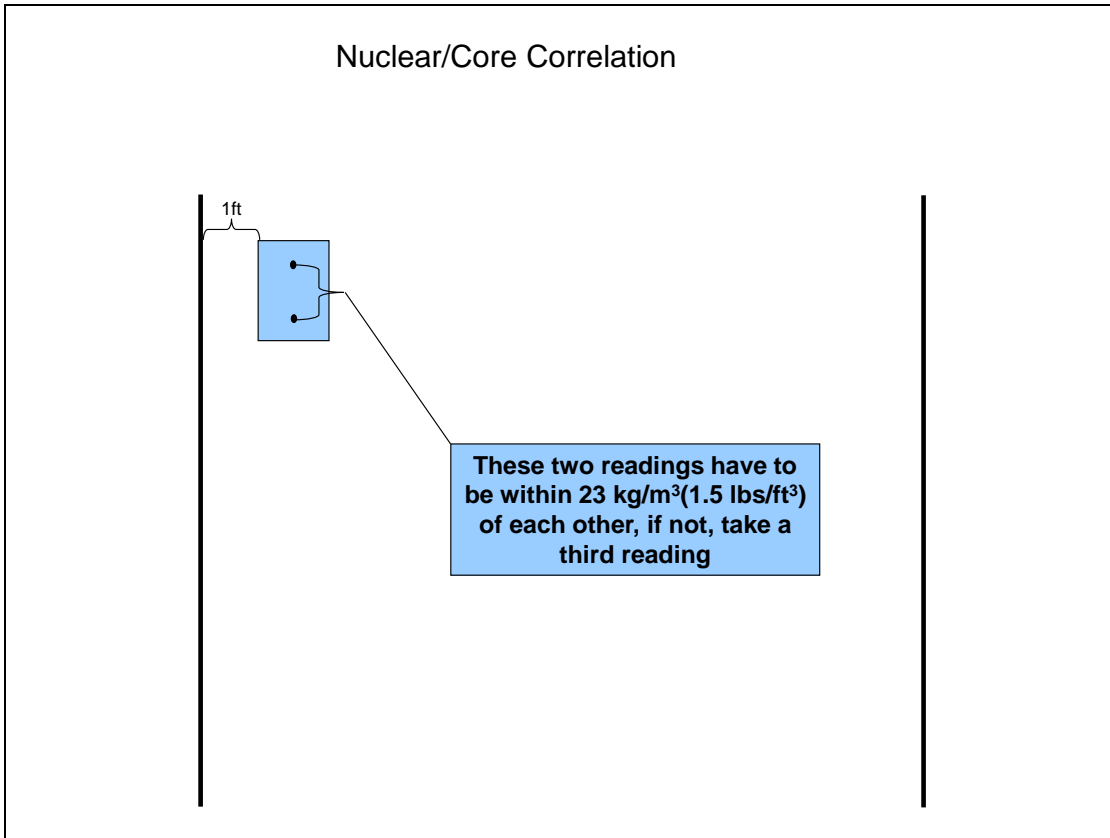 Nuclear/Core Correlation
1ft
These two readings have to
be within 23 kg/m³(1.5 lbs/ft³)
of each other, if not, take a
third reading